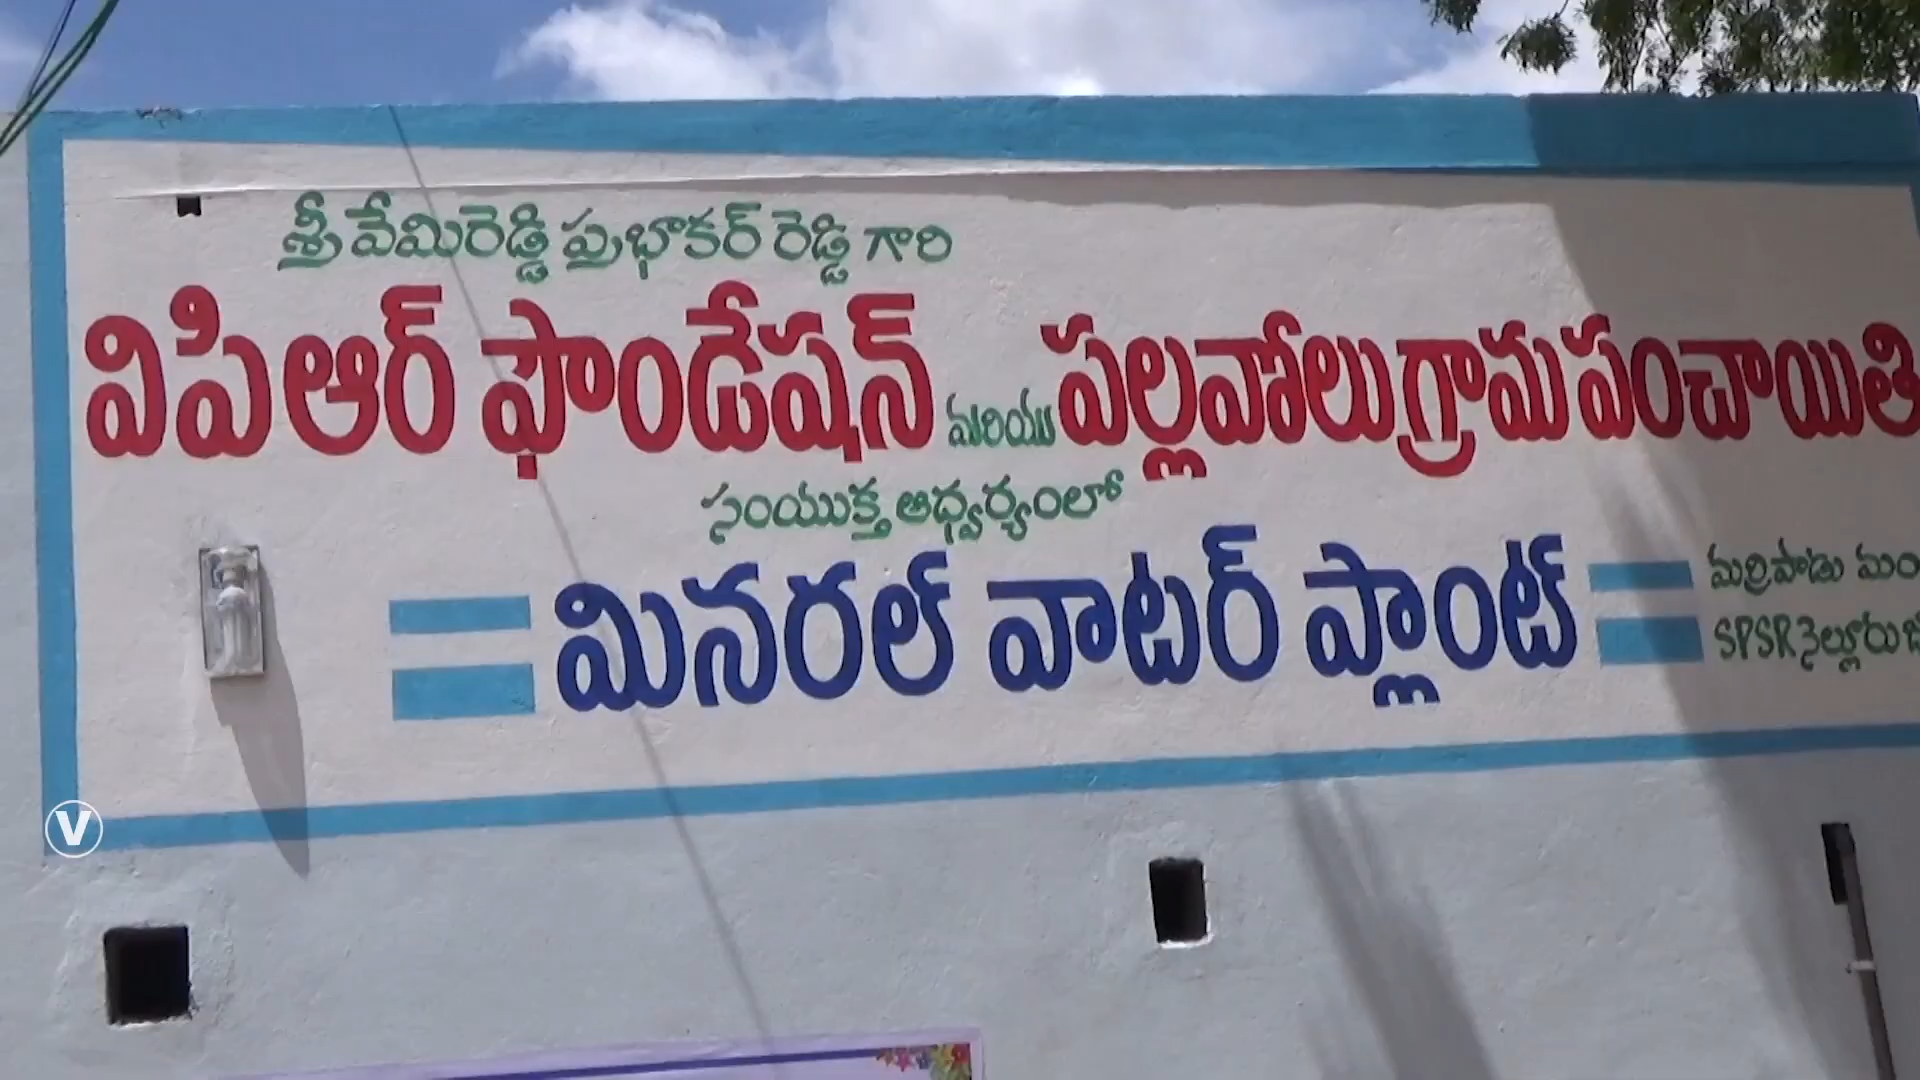 శ్రీ వేమిరెడ్డి ప్రభాకర్ రెడ్డి గారి
విపిఆర్ ఫౌండేషన్ మరియు పల్లవోలు గ్రామ పంచాయితి
సంయుక్త ఆధ్వర్యంలో
మినరల్ వాటర్ ప్లాంట్
మర్రిపాడు మం
SPSR నెల్లూరు జి
V